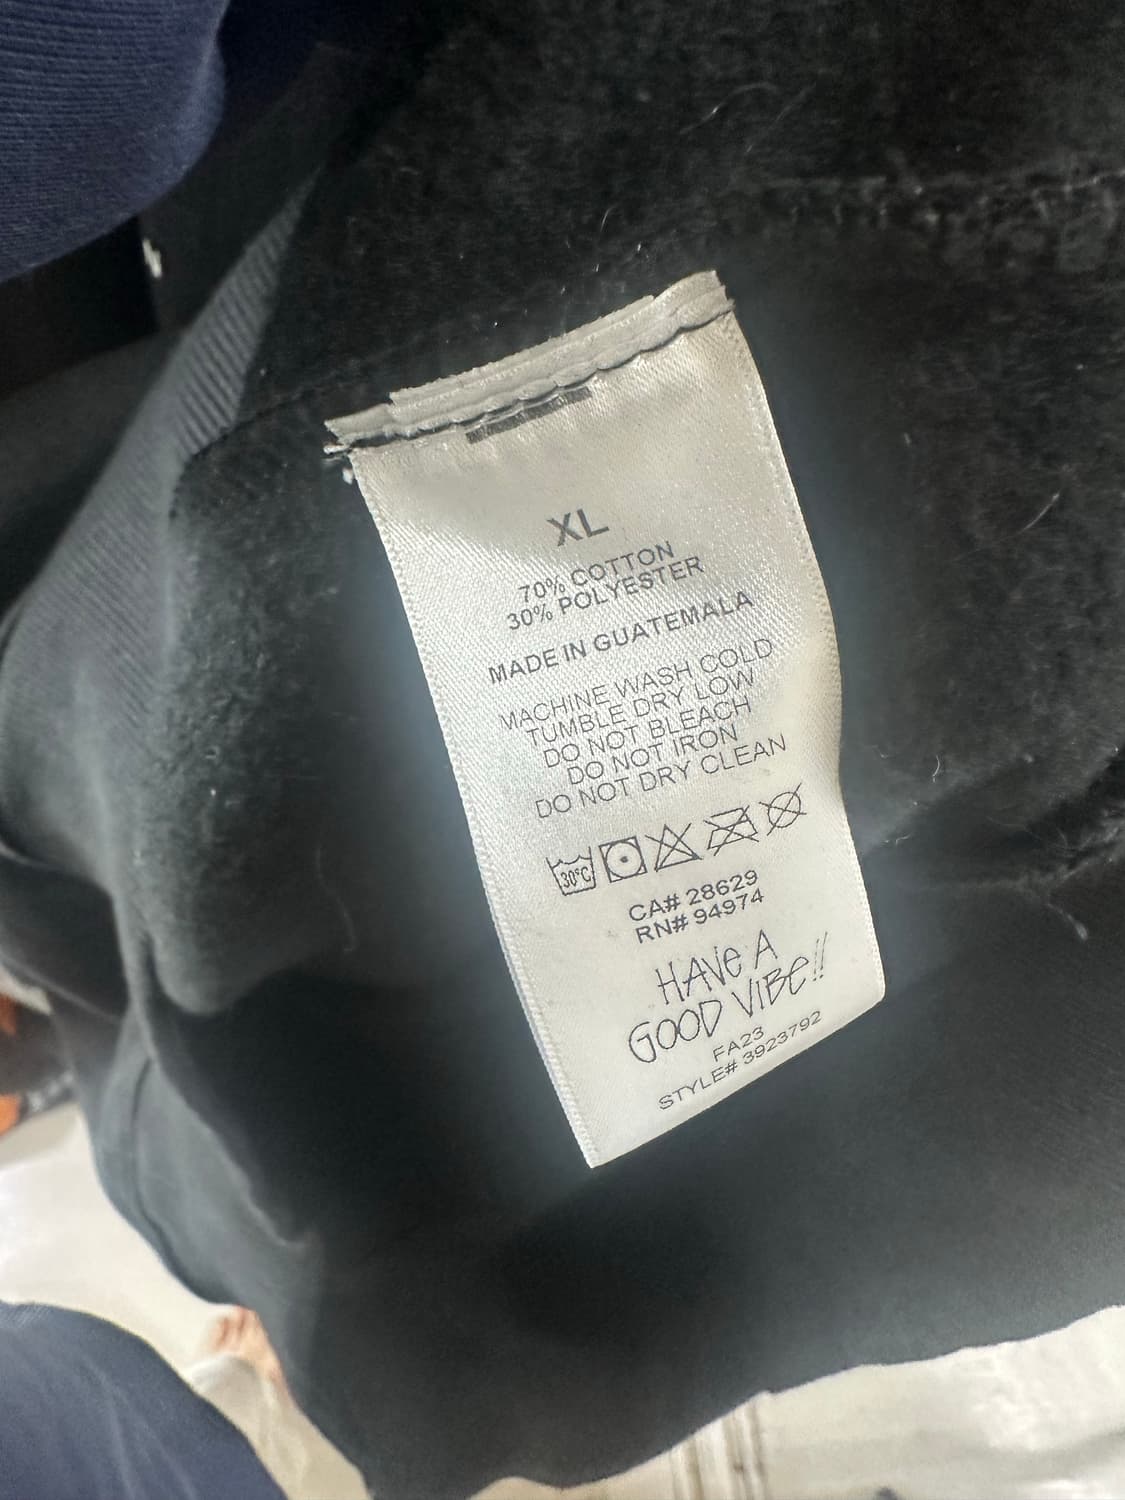 XL
70% COTTON
30% POLYESTER
MADE IN GUATEMALA
MACHINE WASH COLD
TUMBLE DRY LOW
DO NOT BLEACH
DO NOT IRON
DO NOT DRY CLEAN
30°C
CA# 28629
RN# 94974
HAVE A
GOOD VIBE!!
FA23
STYLE# 3923792